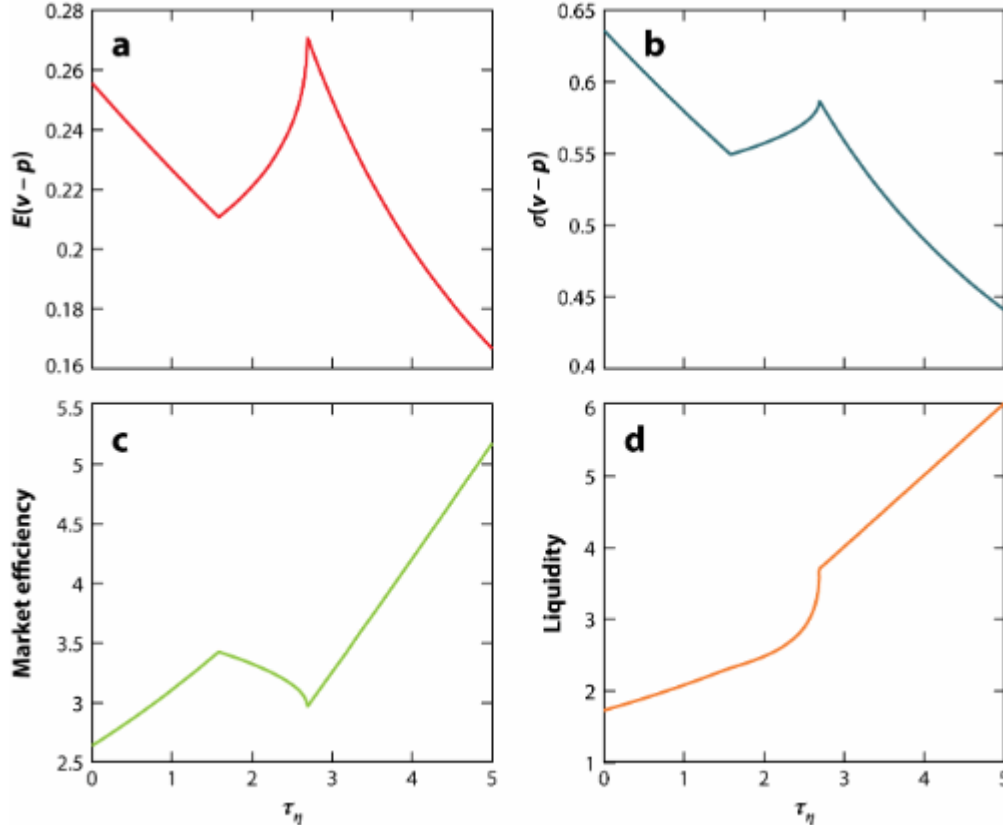 a
E(v – p)
0.28
0.26
0.24
0.22
0.2
0.18
0.16
b
σ(v – p)
0.65
0.6
0.55
0.5
0.45
0.4
c
Market efficiency
5.5
5
4.5
4
3.5
3
2.5
0 1 2 3 4 5
τη
d
Liquidity
6
5
4
3
2
1
0 1 2 3 4 5
τη